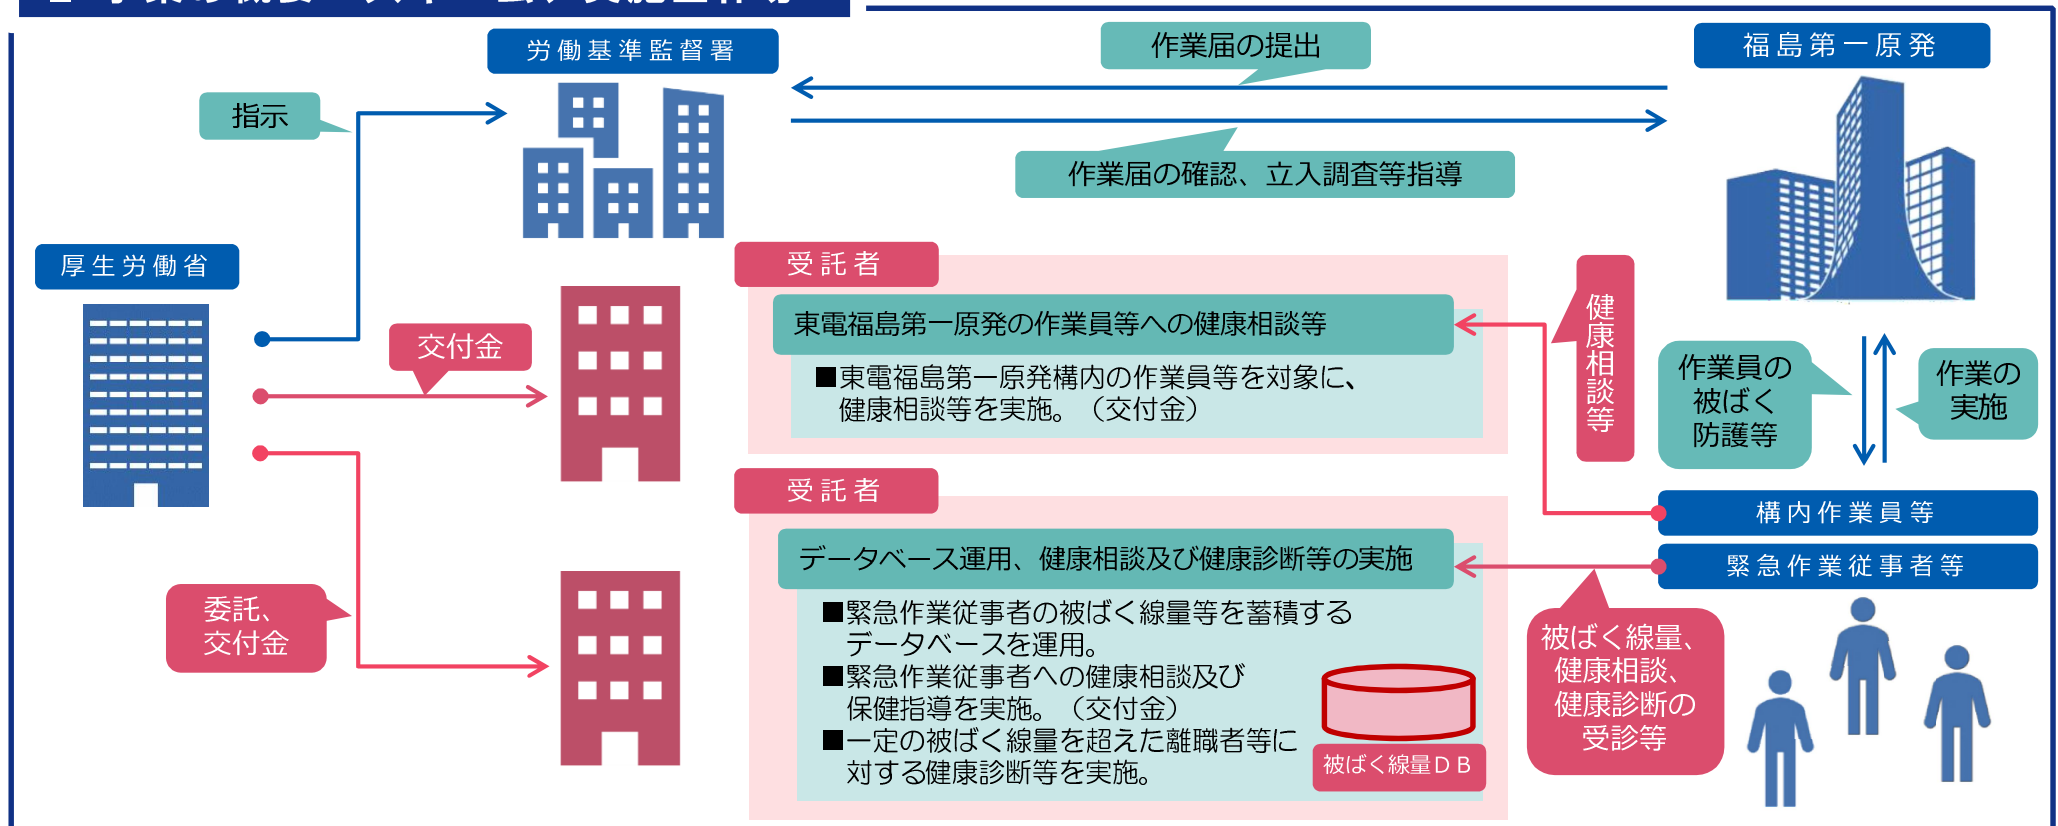 労働基準監督署
作業届の提出
福島第一原発
指示
作業届の確認、立入調査等指導
厚生労働省
受託者
交付金
東電福島第一原発の作業員等への健康相談等
■東電福島第一原発構内の作業員等を対象に、
健康相談等を実施。（交付金）
健康相談等
作業員の
被ばく
防護等
作業の
実施
受託者
構内作業員等
データベース運用、健康相談及び健康診断等の実施
緊急作業従事者等
委託、
交付金
■緊急作業従事者の被ばく線量等を蓄積する
データベースを運用。
■緊急作業従事者への健康相談及び
保健指導を実施。（交付金）
■一定の被ばく線量を超えた離職者等に
対する健康診断等を実施。
被ばく線量ＤＢ
被ばく線量、
健康相談、
健康診断の
受診等